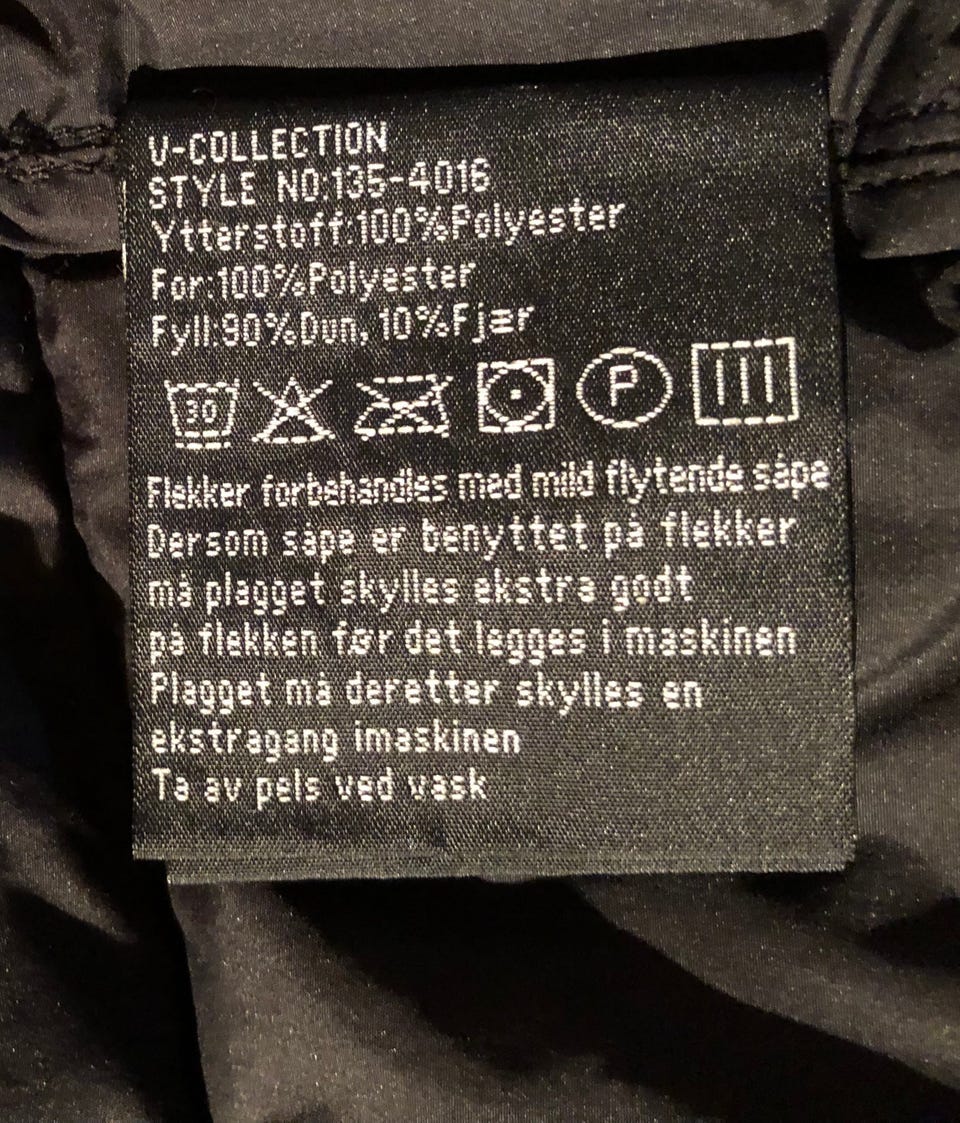 V-COLLECTION
STYLE NO:135-4016
Ytterstoff:100%Polyester
For:100%Polyester
Fyll:90%Dun, 10%Fjær
30 P
Flekker forbehandles med mild flytende såpe
Dersom såpe er benyttet på flekker
må plagget skylles ekstra godt
på flekken før det legges i maskinen
Plagget må deretter skylles en
ekstragang imaskinen
Ta av pels ved vask